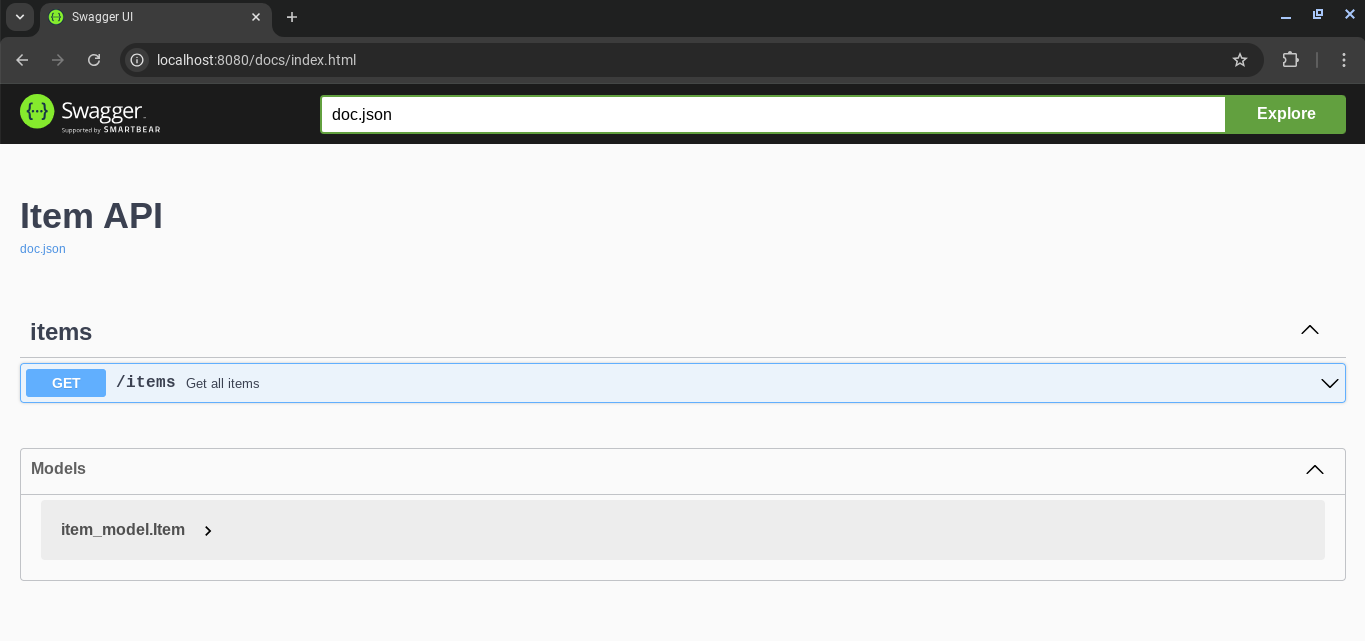 Swagger UI
localhost:8080/docs/index.html
{···} Swagger
Supported by SMARTBEAR
doc.json
Explore
Item API
doc.json
items
GET /items Get all items
Models
item_model.Item